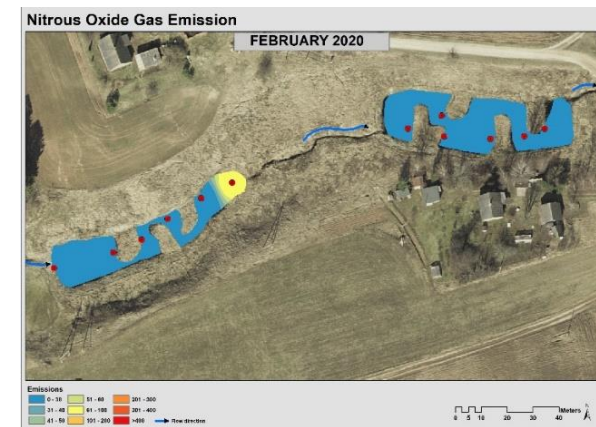 Nitrous Oxide Gas Emission
FEBRUARY 2020
Emissions
0 - 30
51 - 60
201 - 300
31 - 40
61 - 100
301 - 400
41 - 50
101 - 200
>400
Flow direction
Meters
0 5 10 20 30 40
N